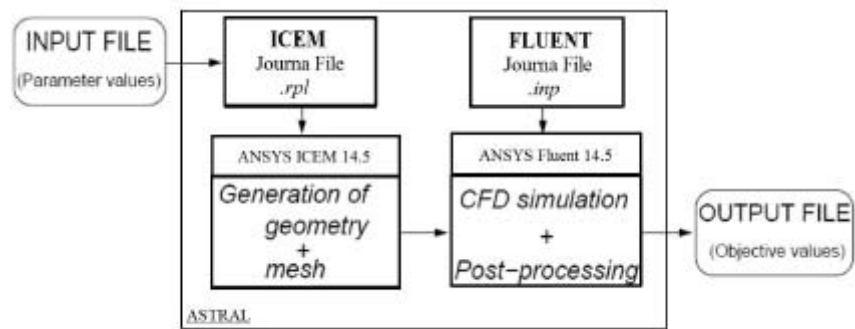 INPUT FILE
(Parameter values)
ICEM
Journa File
.rpl
FLUENT
Journa File
.inp
ANSYS ICEM 14.5
Generation of
geometry
+
mesh
ANSYS Fluent 14.5
CFD simulation
+
Post-processing
OUTPUT FILE
(Objective values)
ASTRAL